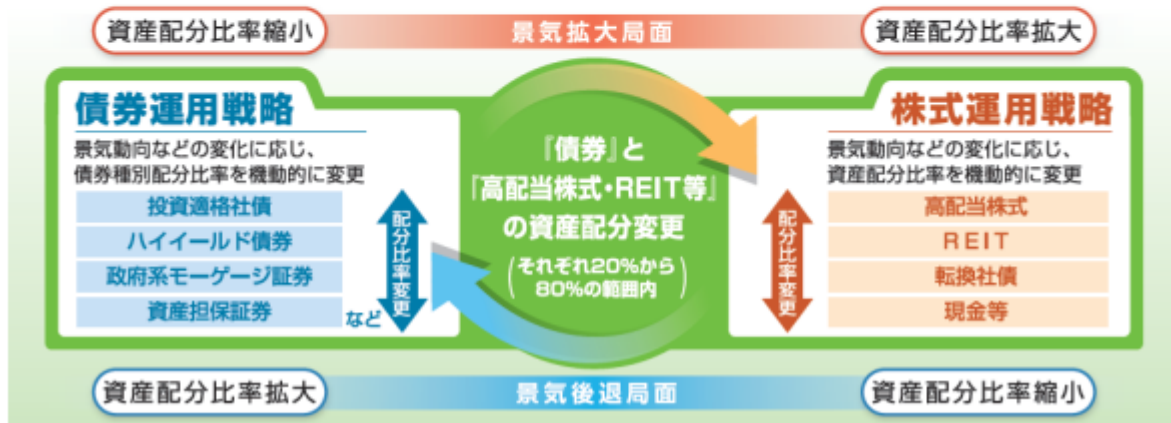 資産配分比率縮小
景気拡大局面
資産配分比率拡大
債券運用戦略
景気動向などの変化に応じ、
債券種別配分比率を機動的に変更
投資適格社債
ハイイールド債券
政府系モーゲージ証券
資産担保証券
など
配分比率変更
『債券』と
『高配当株式・REIT等』
の資産配分変更
(それぞれ20%から
80%の範囲内)
株式運用戦略
景気動向などの変化に応じ、
資産配分比率を機動的に変更
配分比率変更
高配当株式
REIT
転換社債
現金等
資産配分比率拡大
景気後退局面
資産配分比率縮小